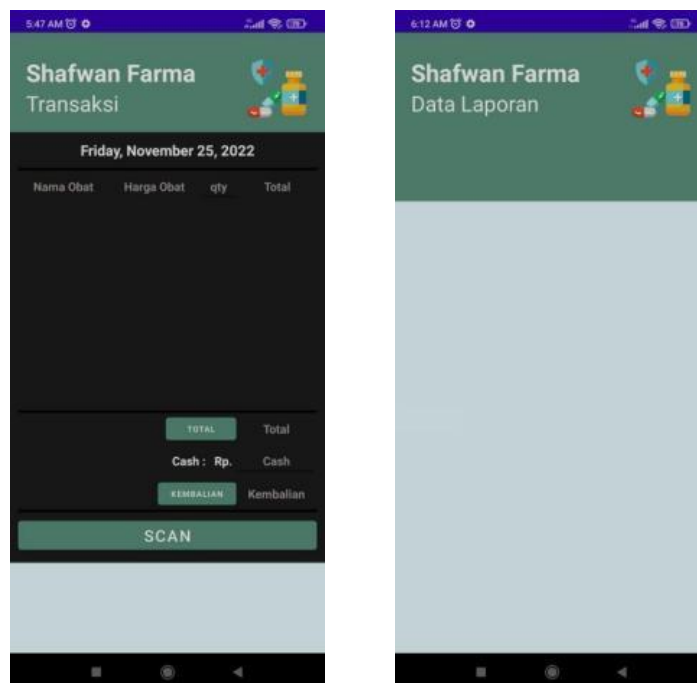 5:47 AM
Shafwan Farma
Transaksi
Friday, November 25, 2022
Nama Obat Harga Obat qty Total
TOTAL Total
Cash : Rp. Cash
KEMBALIAN Kembalian
SCAN
6:12 AM
Shafwan Farma
Data Laporan